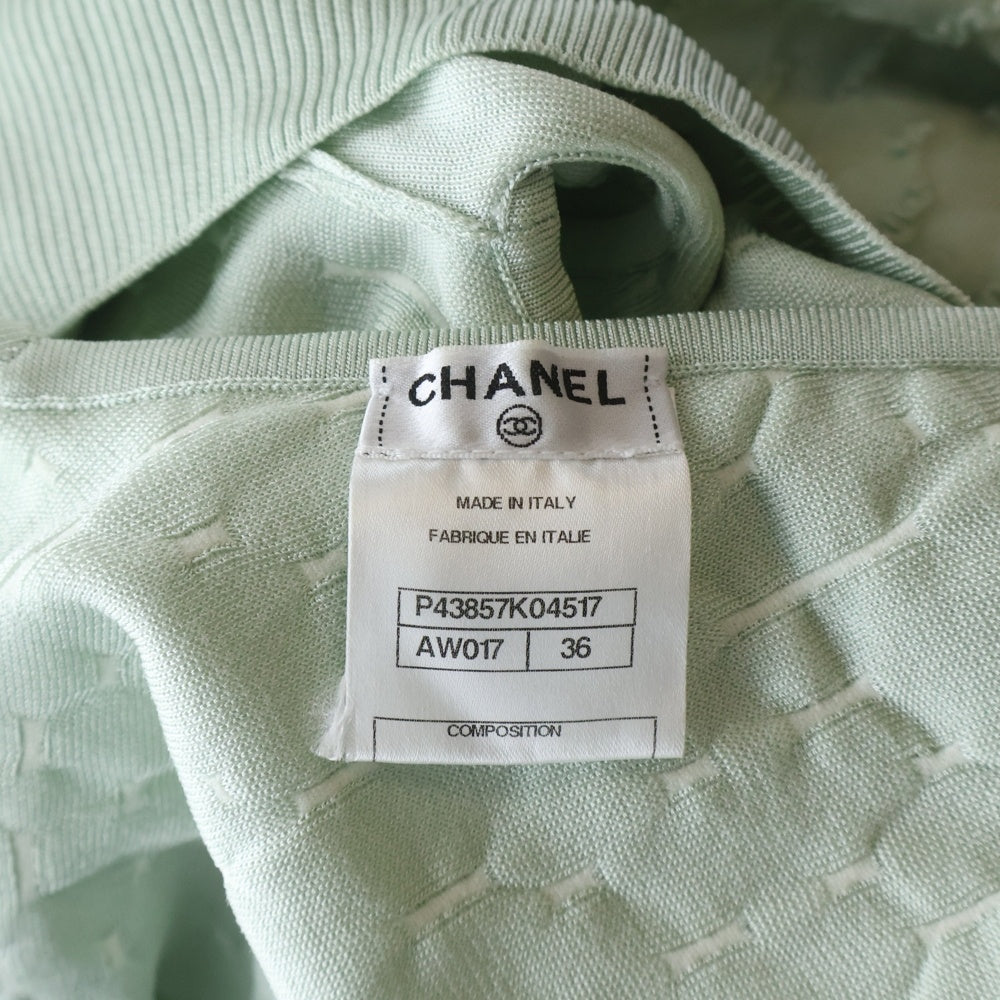 CHANEL
MADE IN ITALY
FABRIQUE EN ITALIE
P43857K04517
AW017 36
COMPOSITION